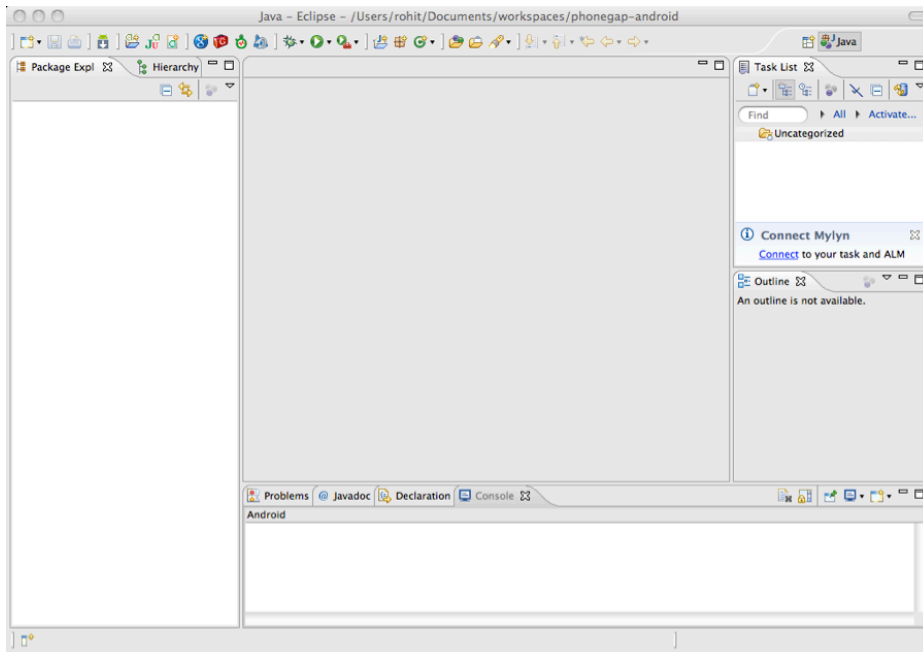 Java – Eclipse – /Users/rohit/Documents/workspaces/phonegap-android
Java
Package Expl
Hierarchy
Task List
Find
All
Activate...
Uncategorized
Connect Mylyn
Connect to your task and ALM
Outline
An outline is not available.
Problems
Javadoc
Declaration
Console
Android